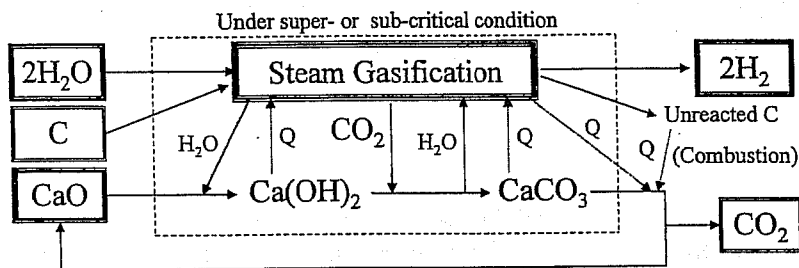 Under super- or sub-critical condition
2H₂O
Steam Gasification
2H₂
C
H₂O
Q
CO₂
H₂O
Q
Q
Unreacted C
Q
(Combustion)
CaO
Ca(OH)₂
CaCO₃
CO₂